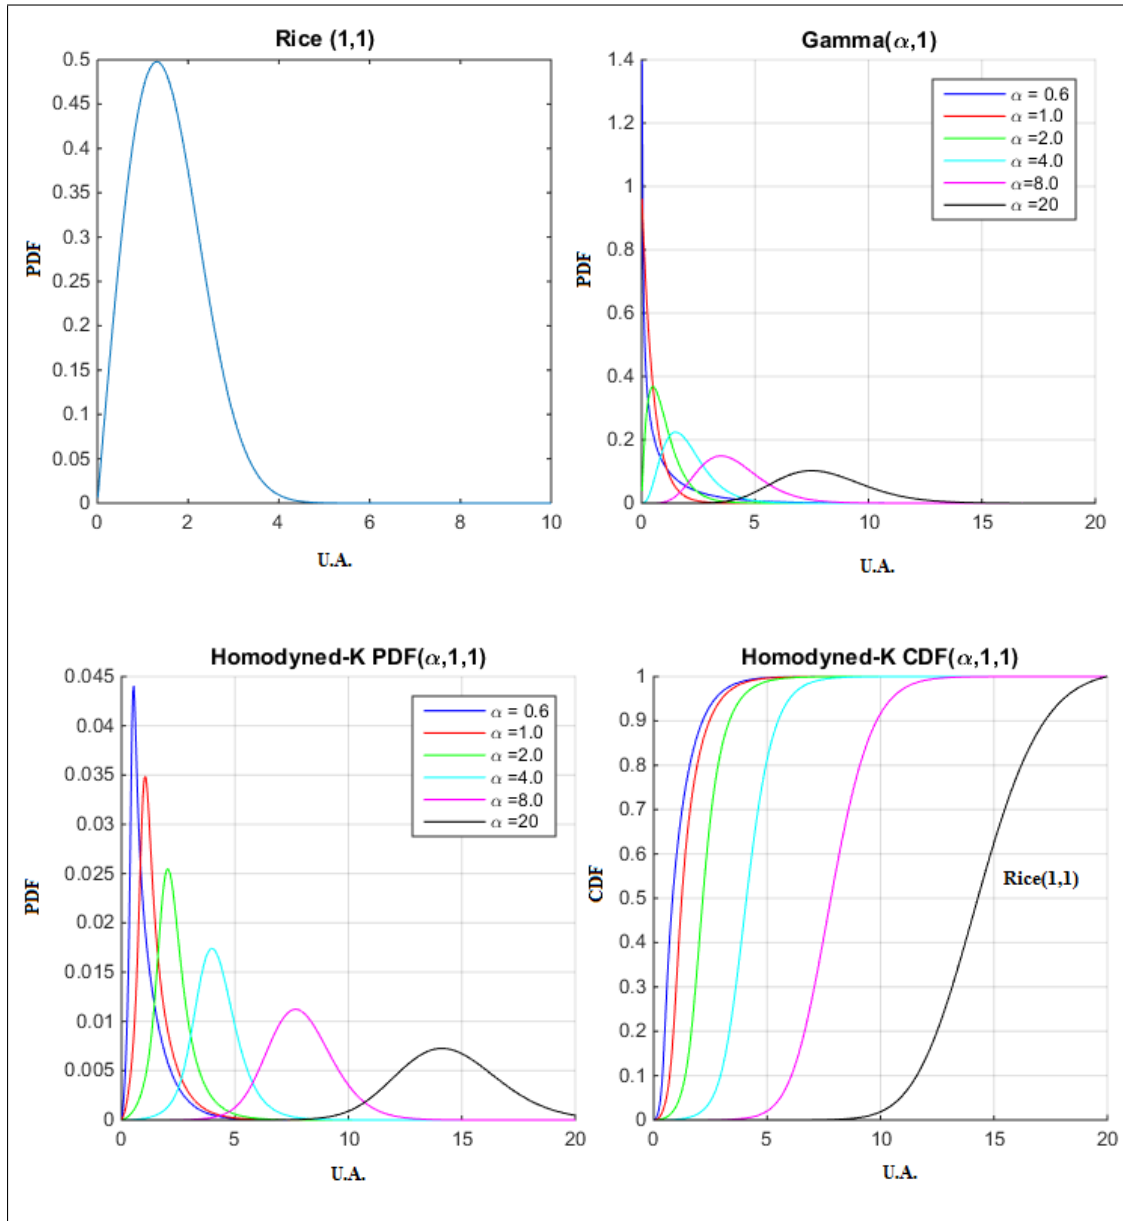 Rice (1,1)
0.5
0.45
0.4
0.35
0.3
0.25
0.2
0.15
0.1
0.05
0
PDF
0 2 4 6 8 10
U.A.
Gamma(α,1)
1.4
1.2
1
0.8
0.6
0.4
0.2
0
PDF
α = 0.6
α =1.0
α =2.0
α =4.0
α=8.0
α =20
0 5 10 15 20
U.A.
Homodyned-K PDF(α,1,1)
0.045
0.04
0.035
0.03
0.025
0.02
0.015
0.01
0.005
0
PDF
α = 0.6
α =1.0
α =2.0
α =4.0
α =8.0
α =20
0 5 10 15 20
U.A.
Homodyned-K CDF(α,1,1)
1
0.9
0.8
0.7
0.6
0.5
0.4
0.3
0.2
0.1
0
CDF
Rice(1,1)
0 5 10 15 20
U.A.